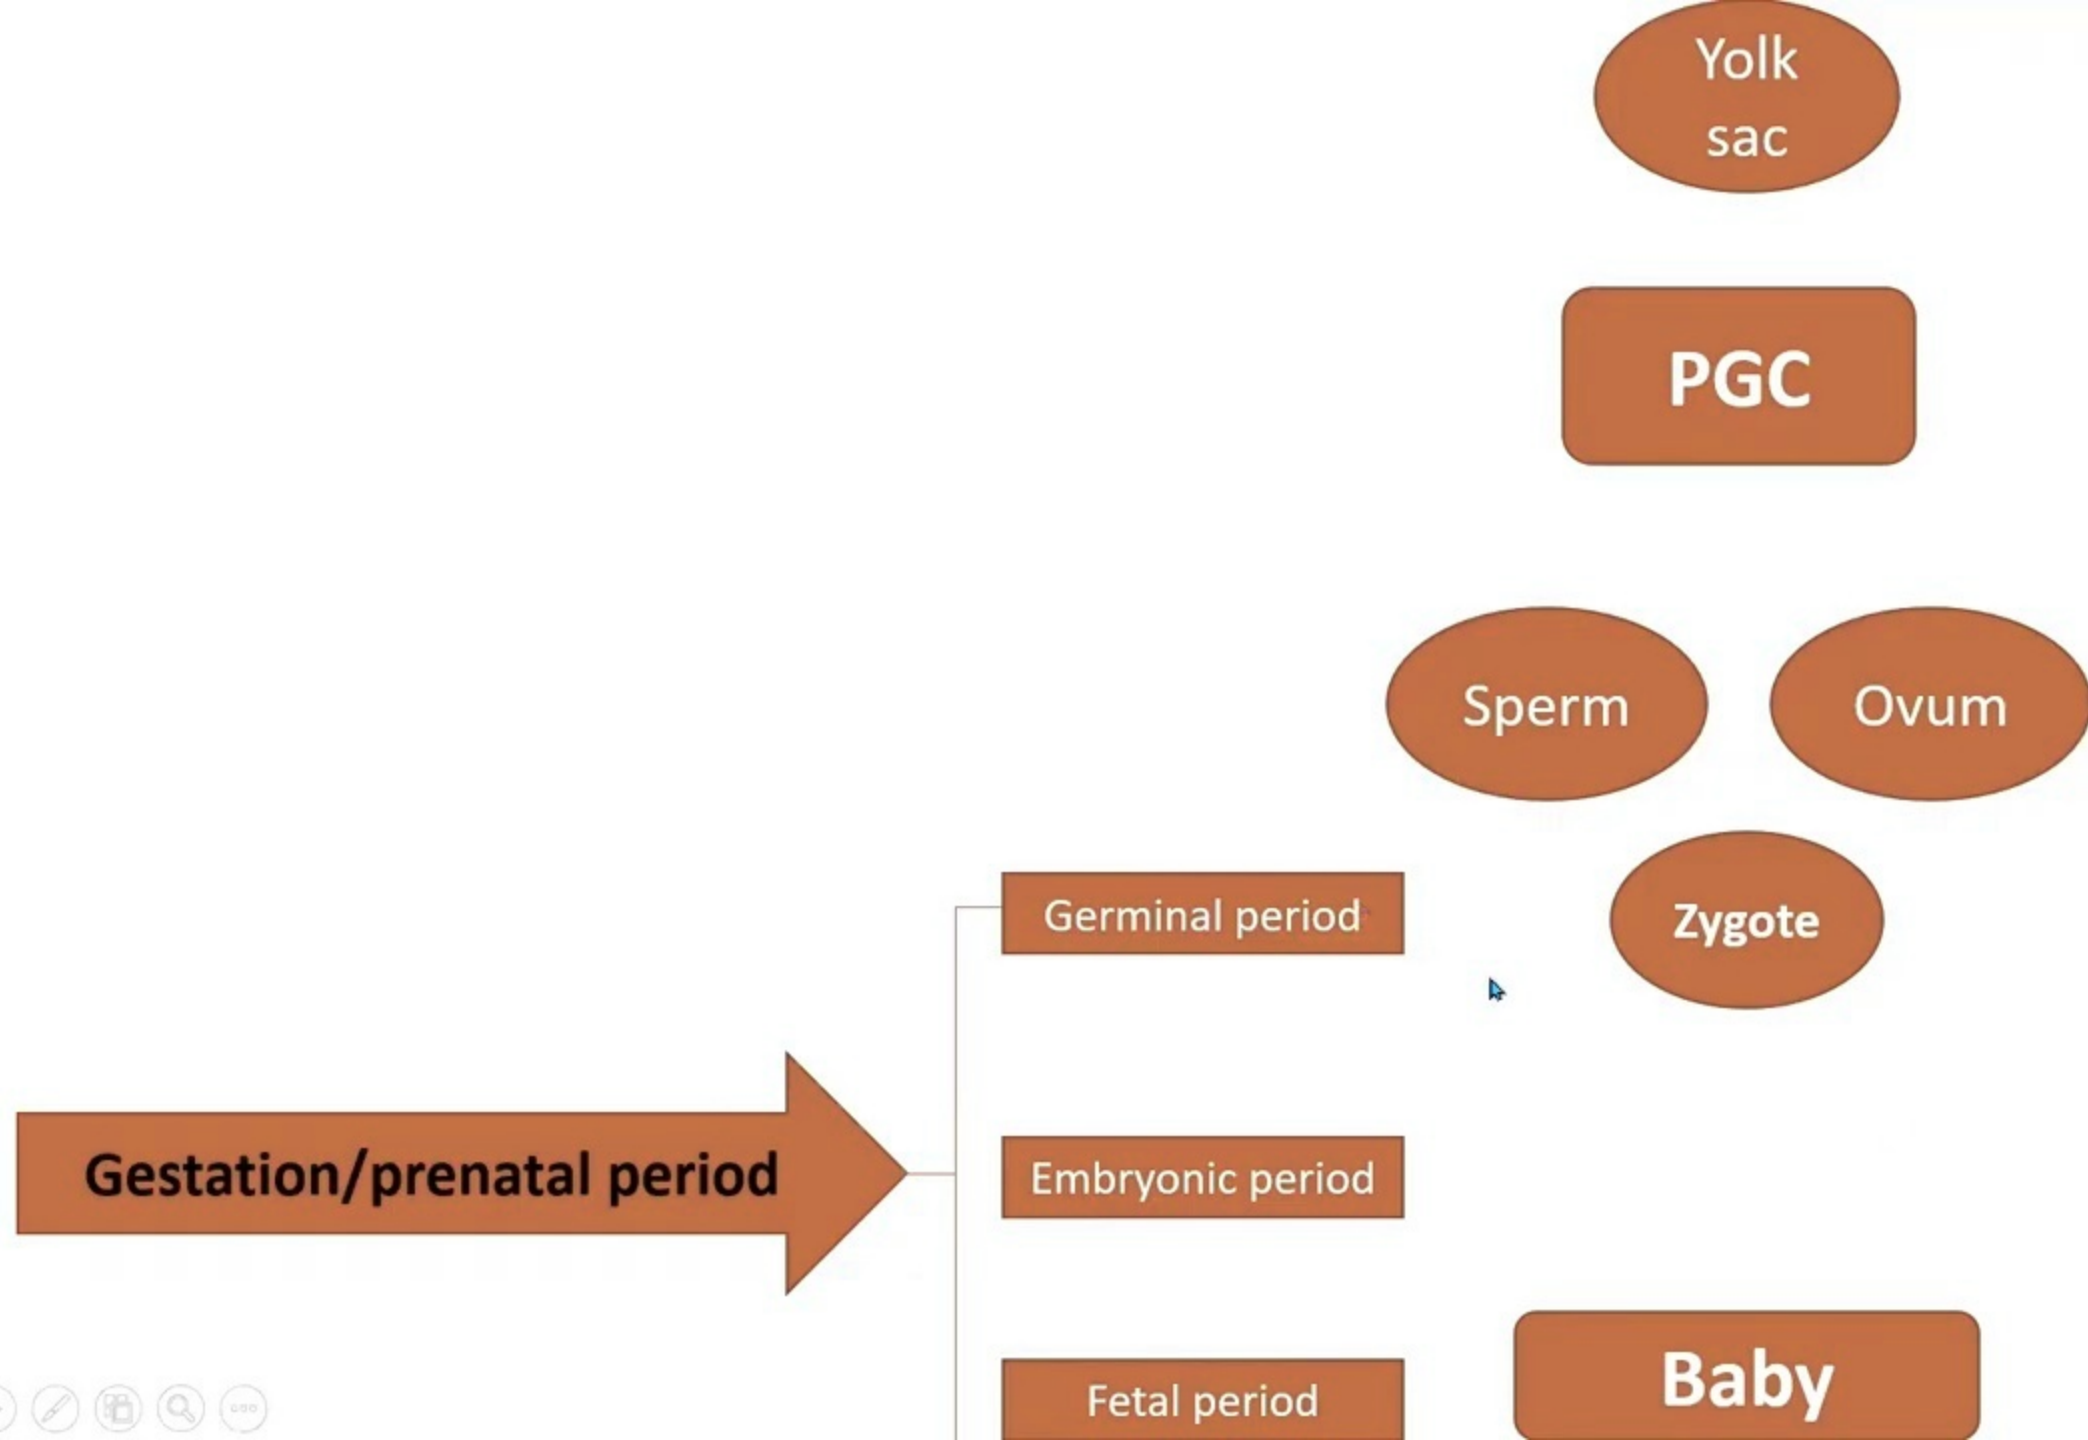 Yolk
sac
PGC
Sperm
Ovum
Zygote
Germinal period
Gestation/prenatal period
Embryonic period
Fetal period
Baby